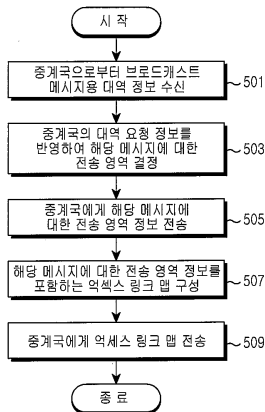 시 작
중계국으로부터 브로드캐스트
메시지용 대역 정보 수신
501
중계국의 대역 요청 정보를
반영하여 해당 메시지에 대한
전송 영역 결정
503
중계국에게 해당 메시지에
대한 전송 영역 정보 전송
505
해당 메시지에 대한 전송 영역 정보를
포함하는 억섹스 링크 맵 구성
507
중계국에게 억세스 링크 맵 전송
509
종 료